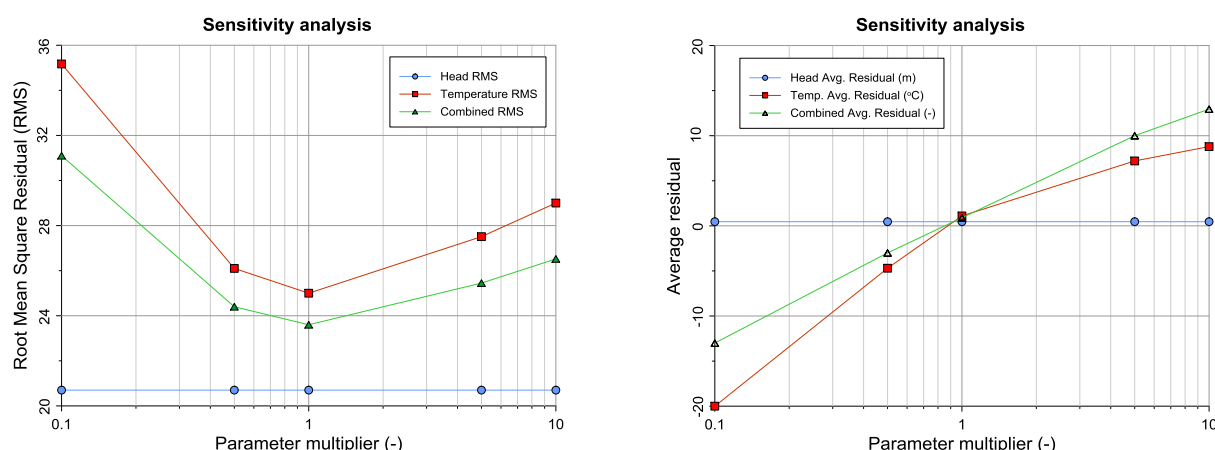 Sensitivity analysis
36
32
28
24
20
0.1
1
10
Root Mean Square Residual (RMS)
Parameter multiplier (-)
Head RMS
Temperature RMS
Combined RMS
Sensitivity analysis
20
10
0
-10
-20
0.1
1
10
Average residual
Parameter multiplier (-)
Head Avg. Residual (m)
Temp. Avg. Residual (°C)
Combined Avg. Residual (-)